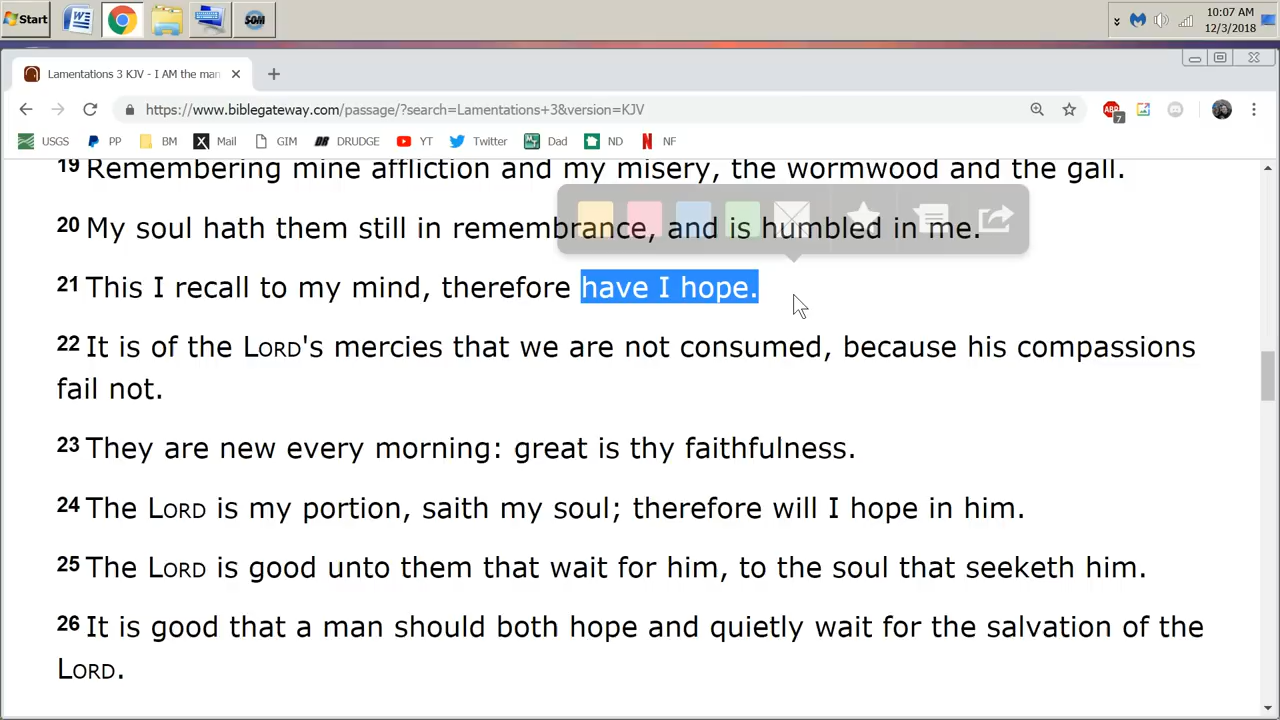 Start
SGM
10:07 AM
12/3/2018
Lamentations 3 KJV - I AM the man
https://www.biblegateway.com/passage/?search=Lamentations+3&version=KJV
ABP
7
USGS PP BM X Mail GIM DRUDGE YT Twitter Dad ND N NF
19 Remembering mine affliction and my misery, the wormwood and the gall.
20 My soul hath them still in remembrance, and is humbled in me.
21 This I recall to my mind, therefore have I hope.
22 It is of the LORD's mercies that we are not consumed, because his compassions
fail not.
23 They are new every morning: great is thy faithfulness.
24 The LORD is my portion, saith my soul; therefore will I hope in him.
25 The LORD is good unto them that wait for him, to the soul that seeketh him.
26 It is good that a man should both hope and quietly wait for the salvation of the
LORD.